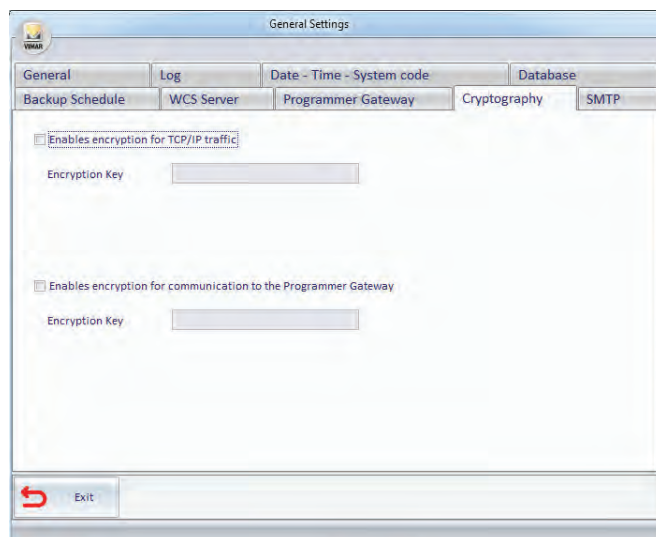 General Settings
VIMAR
General Log Date - Time - System code Database
Backup Schedule WCS Server Programmer Gateway Cryptography SMTP
Enables encryption for TCP/IP traffic
Encryption Key
Enables encryption for communication to the Programmer Gateway
Encryption Key
Exit